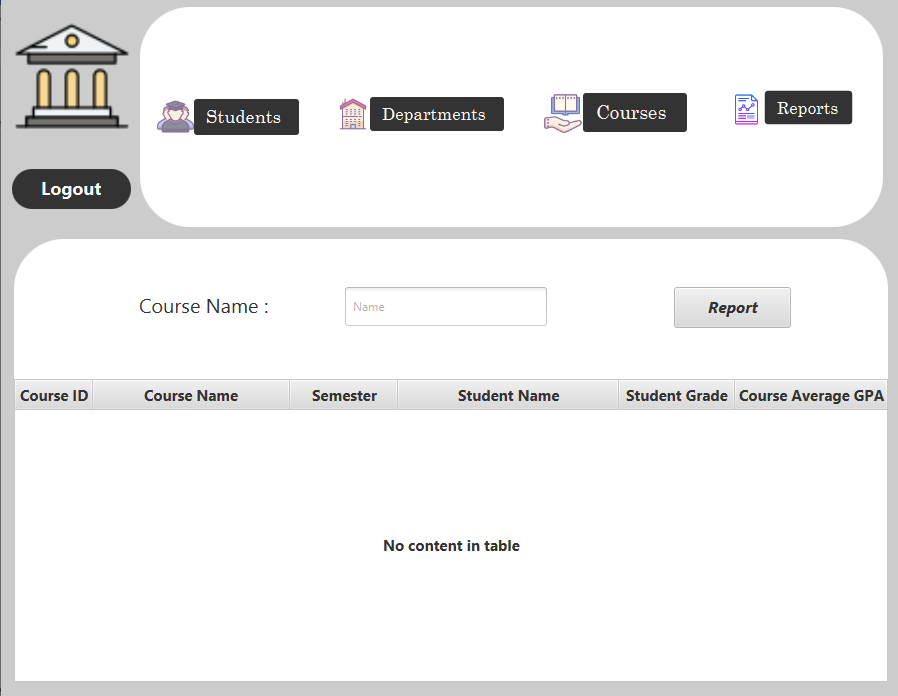 Students
Departments
Courses
Reports
Logout
Course Name :
Name
Report
Course ID
Course Name
Semester
Student Name
Student Grade
Course Average GPA
No content in table